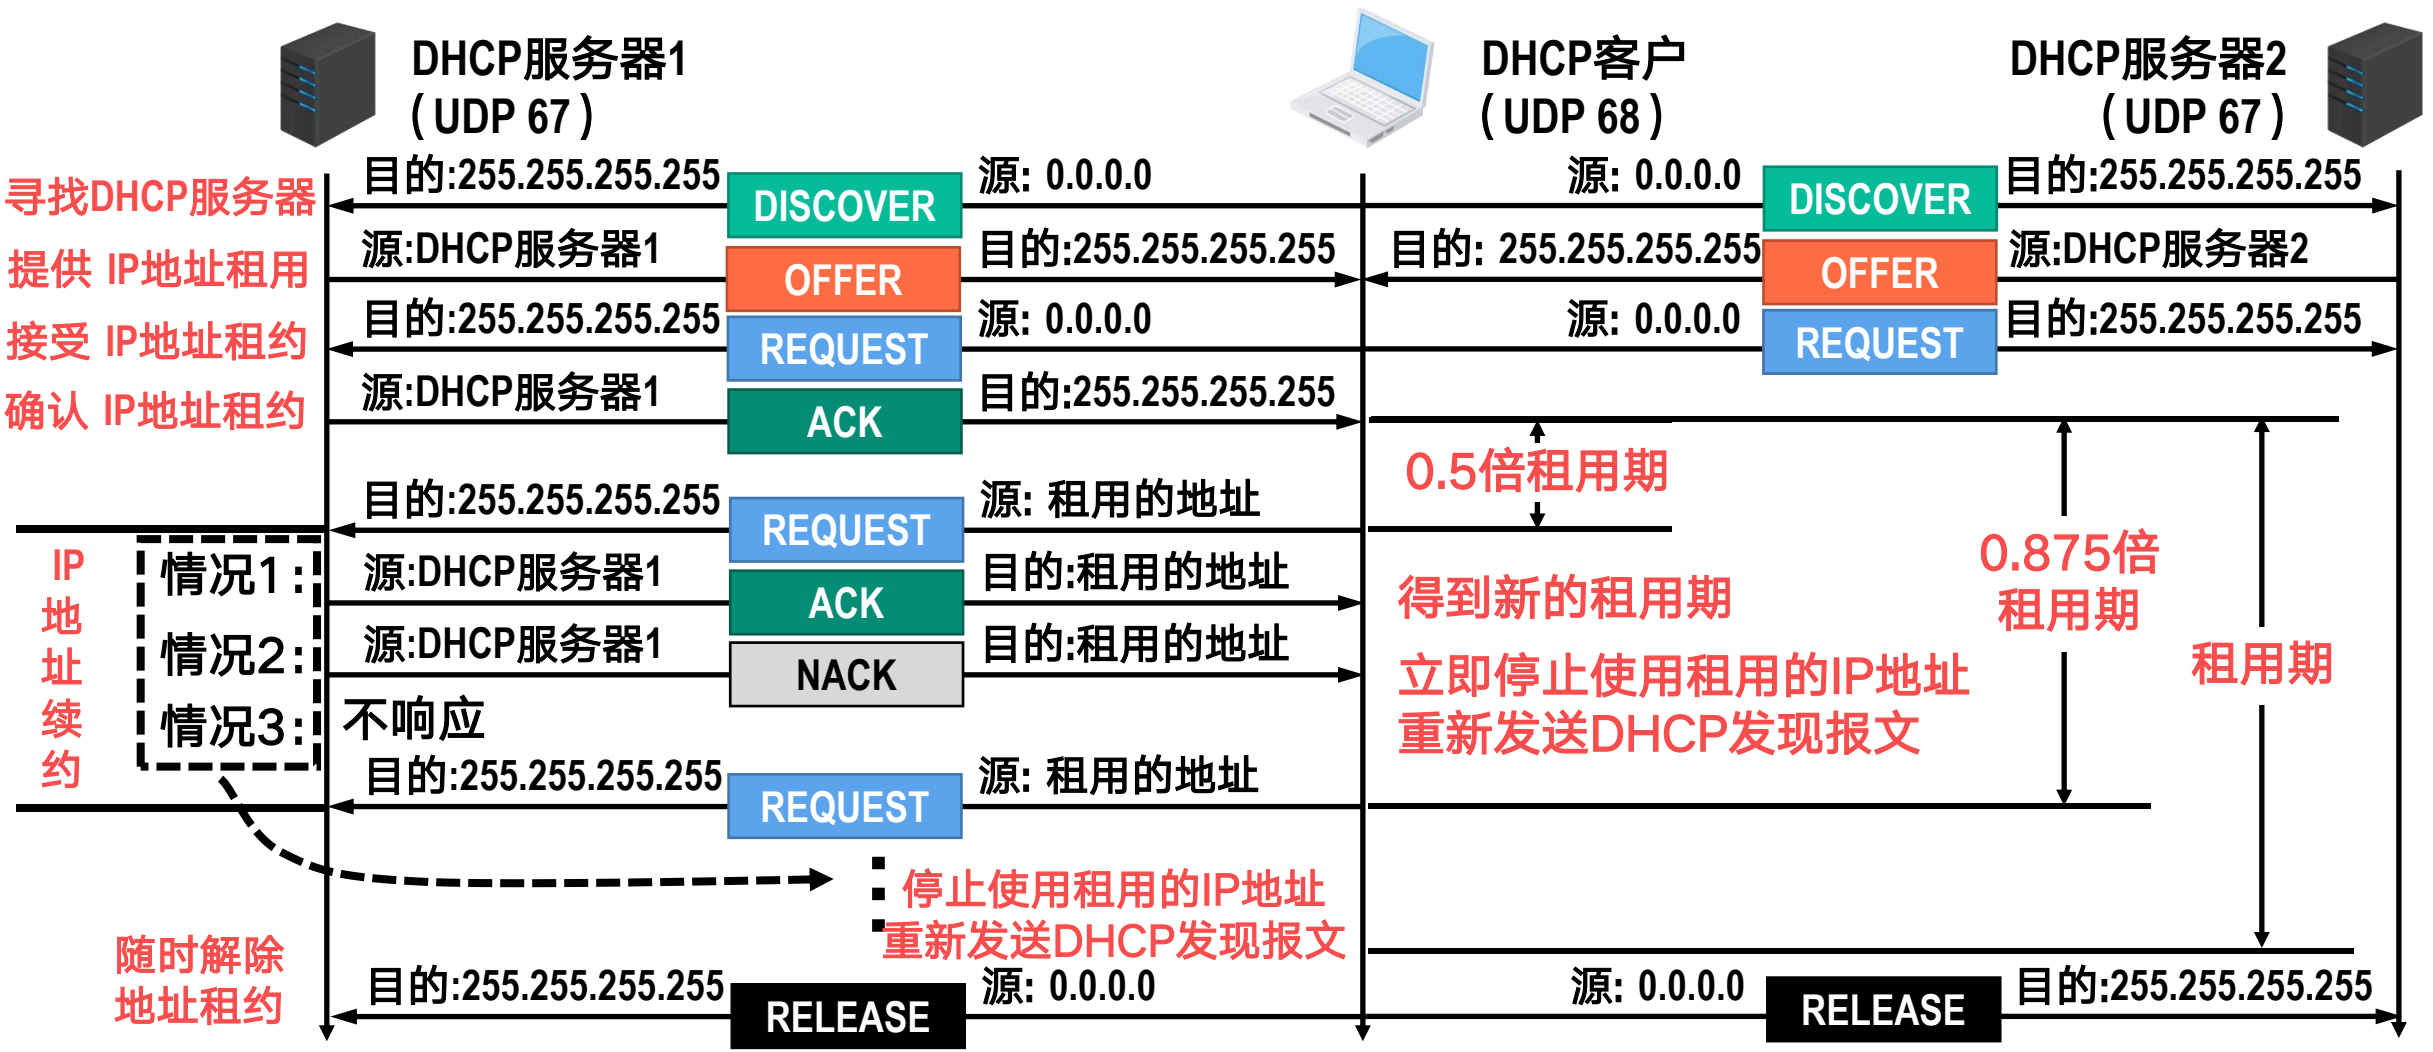 DHCP服务器1
( UDP 67 )
DHCP客户
( UDP 68 )
DHCP服务器2
( UDP 67 )
寻找DHCP服务器
目的:255.255.255.255
DISCOVER
源: 0.0.0.0
源: 0.0.0.0
DISCOVER
目的:255.255.255.255
提供 IP地址租用
源:DHCP服务器1
OFFER
目的:255.255.255.255
目的: 255.255.255.255
OFFER
源:DHCP服务器2
接受 IP地址租约
目的:255.255.255.255
REQUEST
源: 0.0.0.0
源: 0.0.0.0
REQUEST
目的:255.255.255.255
确认 IP地址租约
源:DHCP服务器1
ACK
目的:255.255.255.255
0.5倍租用期
目的:255.255.255.255
REQUEST
源: 租用的地址
0.875倍
租用期
租用期
IP
地
址
续
约
情况1:
源:DHCP服务器1
ACK
目的:租用的地址
得到新的租用期
情况2:
源:DHCP服务器1
NACK
目的:租用的地址
立即停止使用租用的IP地址
重新发送DHCP发现报文
情况3:
不响应
目的:255.255.255.255
REQUEST
源: 租用的地址
停止使用租用的IP地址
重新发送DHCP发现报文
随时解除
地址租约
目的:255.255.255.255
RELEASE
源: 0.0.0.0
源: 0.0.0.0
RELEASE
目的:255.255.255.255